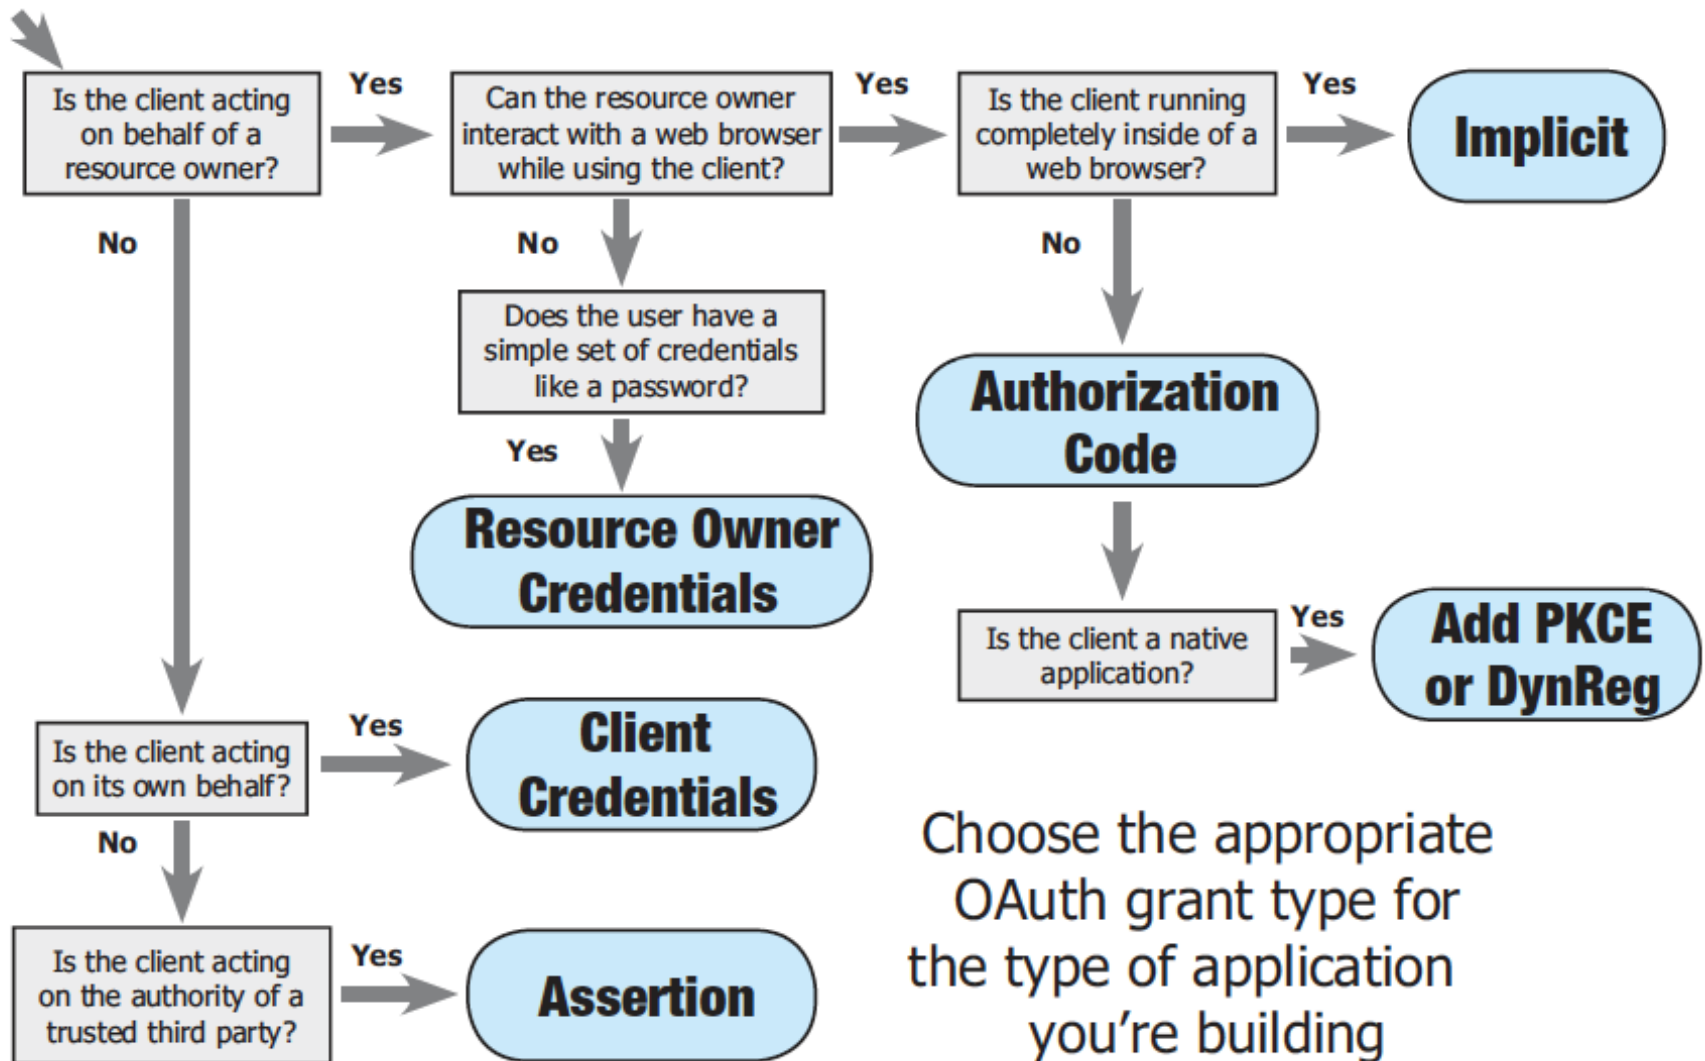 Is the client acting
on behalf of a
resource owner?
Yes
Can the resource owner
interact with a web browser
while using the client?
Yes
Is the client running
completely inside of a
web browser?
Yes
Implicit
No
No
No
Does the user have a
simple set of credentials
like a password?
Yes
Resource Owner
Credentials
Authorization
Code
Is the client a native
application?
Yes
Add PKCE
or DynReg
Is the client acting
on its own behalf?
Yes
Client
Credentials
No
Is the client acting
on the authority of a
trusted third party?
Yes
Assertion
Choose the appropriate
OAuth grant type for
the type of application
you’re building